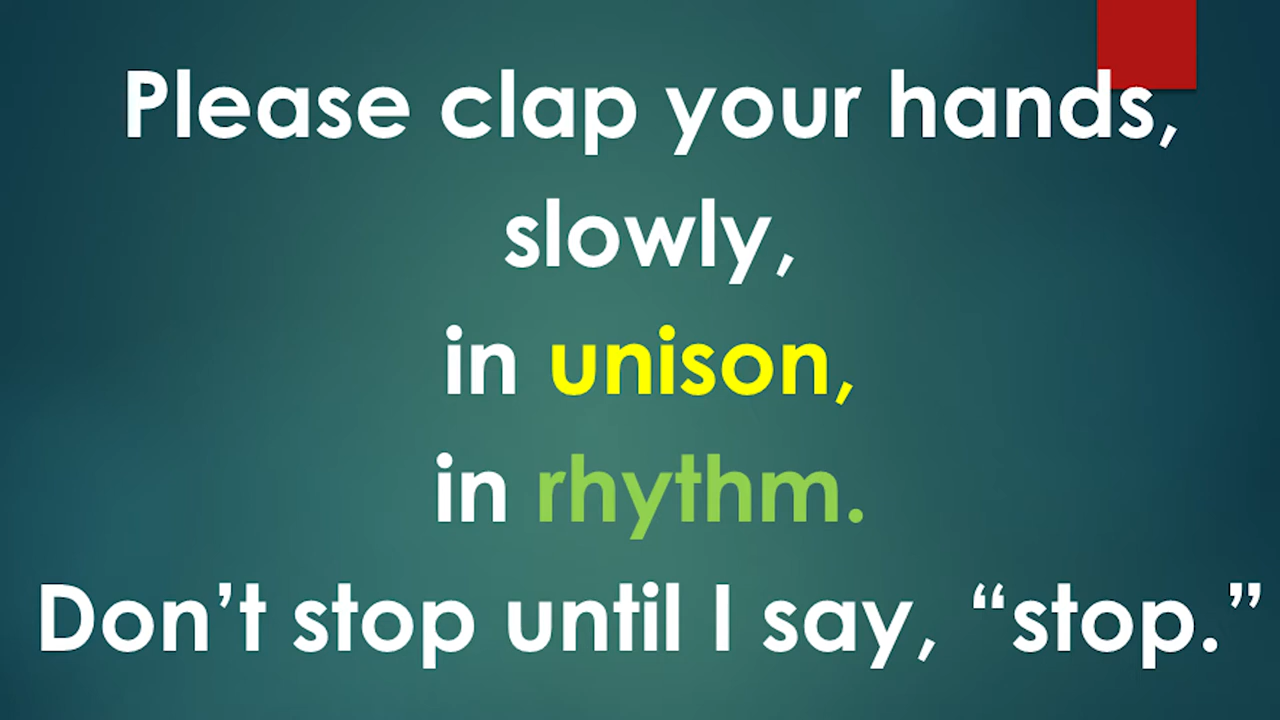 Please clap your hands,
slowly,
in unison,
in rhythm.
Don’t stop until I say, “stop.”